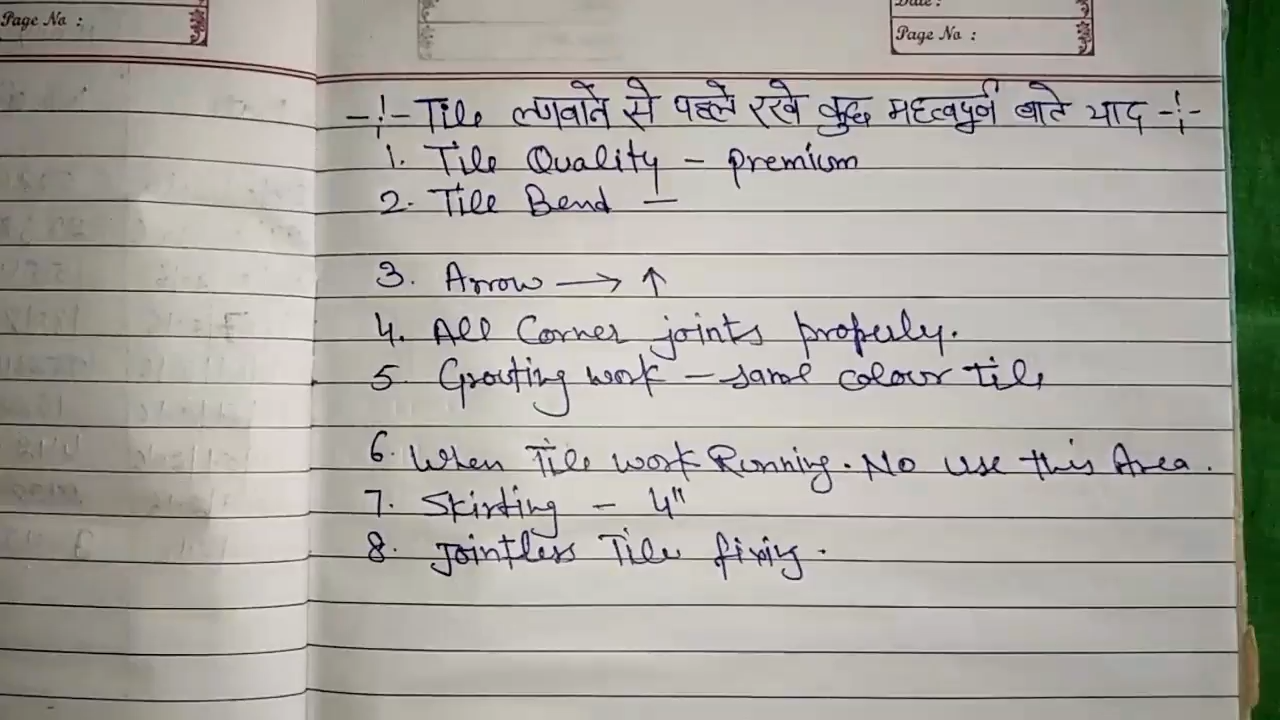 Page No :
Date :
Page No :
-!- Tile लगवाने से पहले रखे कुछ महत्वपुर्न बाते याद -!-
1. Tile Quality - premium
2. Tile Bend -
3. Arrow → ↑
4. All Corner joints properly.
5. Grouting work - same colour tile
6. When Tile work Running. No use this Area.
7. Skirting - 4"
8. Jointless Tile fixing.